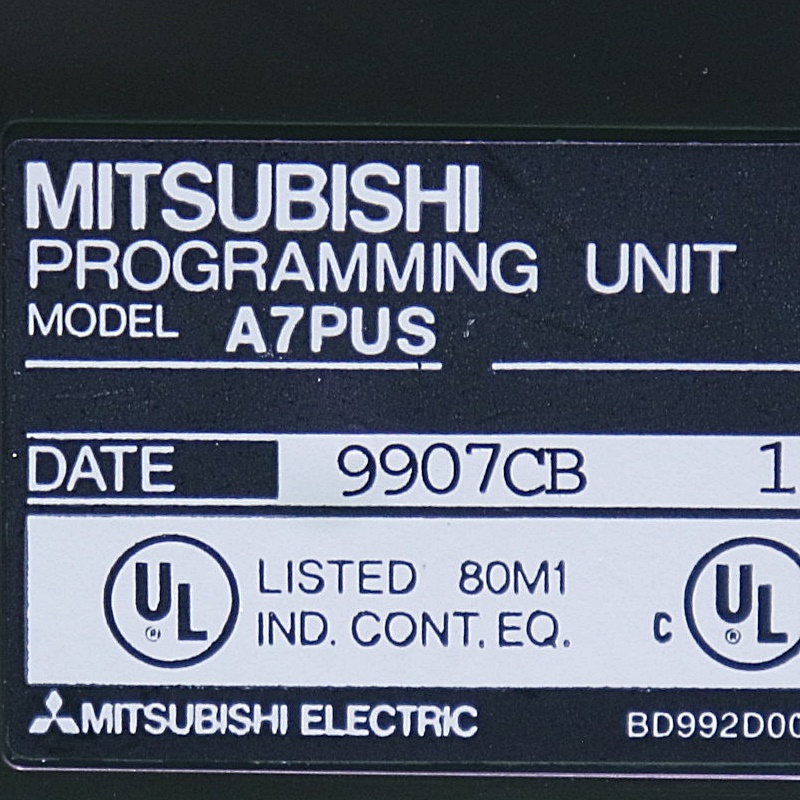 MITSUBISHI
PROGRAMMING UNIT
MODEL A7PUS
DATE 9907CB 1
UL LISTED 80M1
IND. CONT. EQ.
C UL
MITSUBISHI ELECTRIC BD992D00